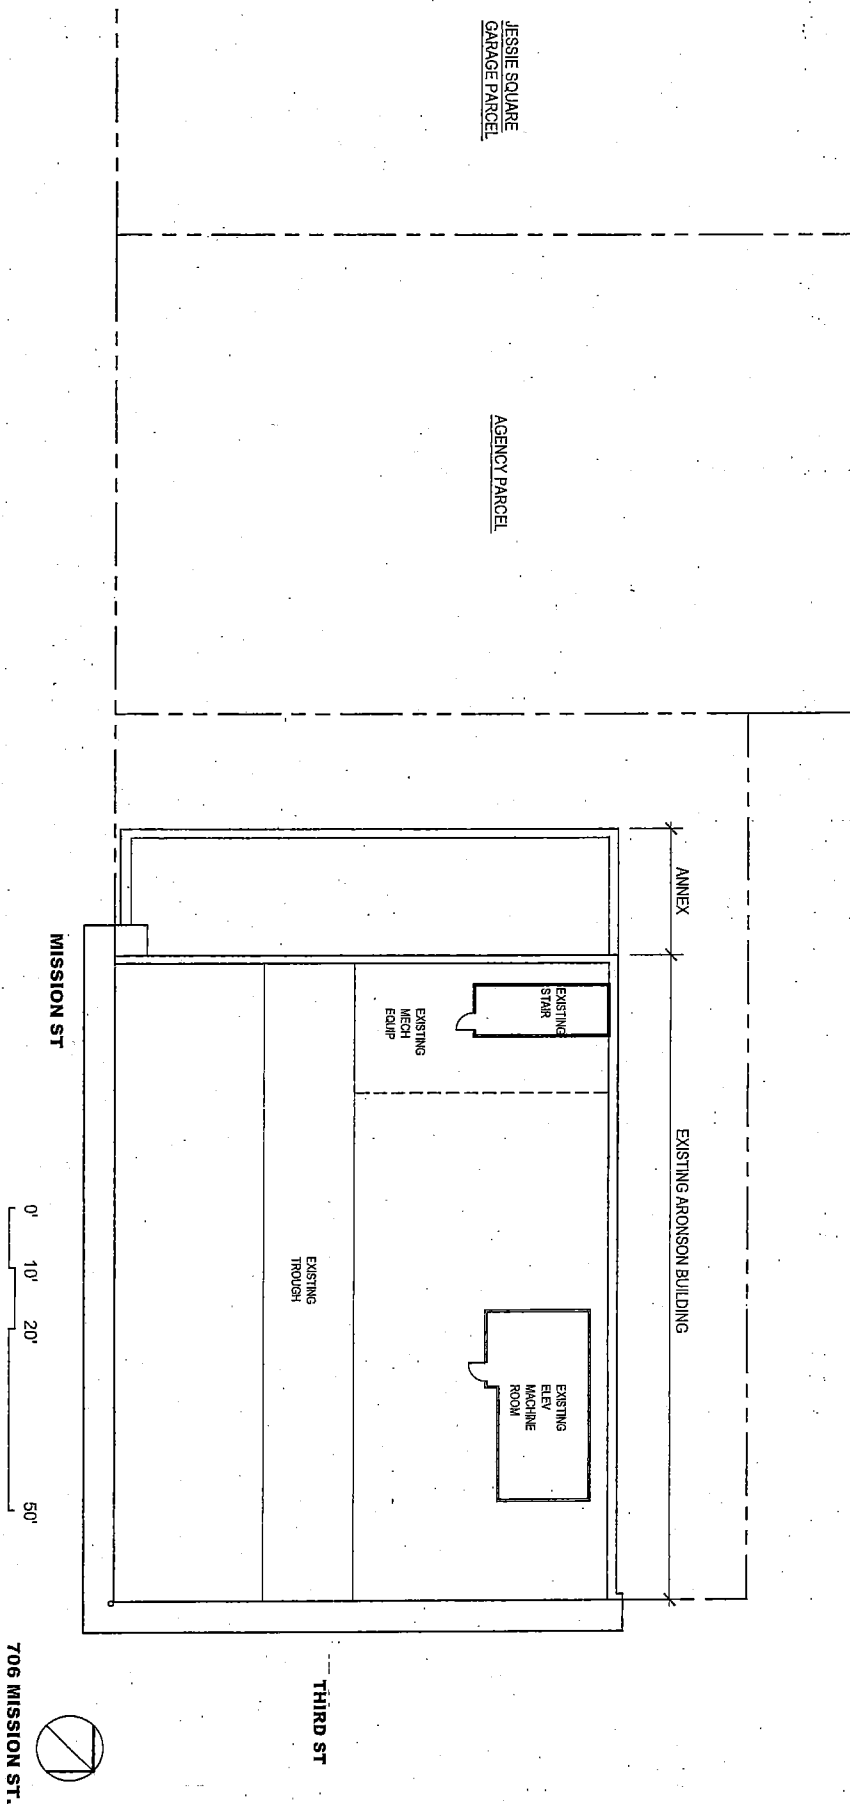 JESSIE SQUARE
GARAGE PARCEL
AGENCY PARCEL
ANNEX
EXISTING ARONSON BUILDING
EXISTING
STAIR
EXISTING
MECH
EQUIP
EXISTING
ELEV
MACHINE
ROOM
EXISTING
TROUGH
MISSION ST
THIRD ST
0' 10' 20' 50'
706 MISSION ST.